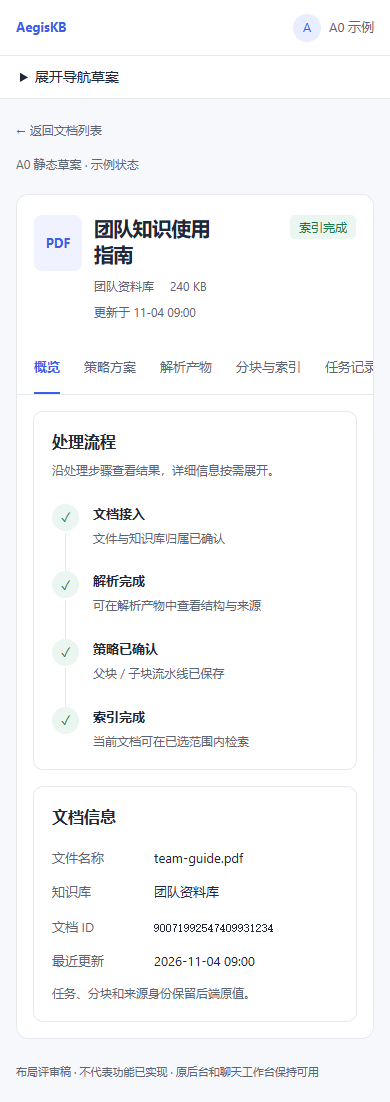 AegisKB
A A0 示例
▶ 展开导航草案
← 返回文档列表
A0 静态草案 · 示例状态
PDF
团队知识使用
指南
索引完成
团队资料库 240 KB
更新于 11-04 09:00
概览 策略方案 解析产物 分块与索引 任务记录
处理流程
沿处理步骤查看结果，详细信息按需展开。
✓ 文档接入
文件与知识库归属已确认
✓ 解析完成
可在解析产物中查看结构与来源
✓ 策略已确认
父块 / 子块流水线已保存
✓ 索引完成
当前文档可在已选范围内检索
文档信息
文件名称 team-guide.pdf
知识库 团队资料库
文档 ID 90071992547409931234
最近更新 2026-11-04 09:00
任务、分块和来源身份保留后端原值。
布局评审稿 · 不代表功能已实现 · 原后台和聊天工作台保持可用